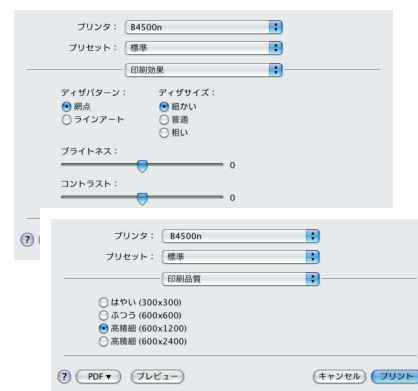 プリンタ： B4500n
プリセット： 標準
印刷効果
ディザパターン： ディザサイズ：
網点 細かい
ラインアート 普通
粗い
ブライトネス：
0
コントラスト：
0
?
プリンタ： B4500n
プリセット： 標準
印刷品質
はやい (300x300)
ふつう (600x600)
高精細 (600x1200)
高精細 (600x2400)
? PDF▼ プレビュー キャンセル プリント